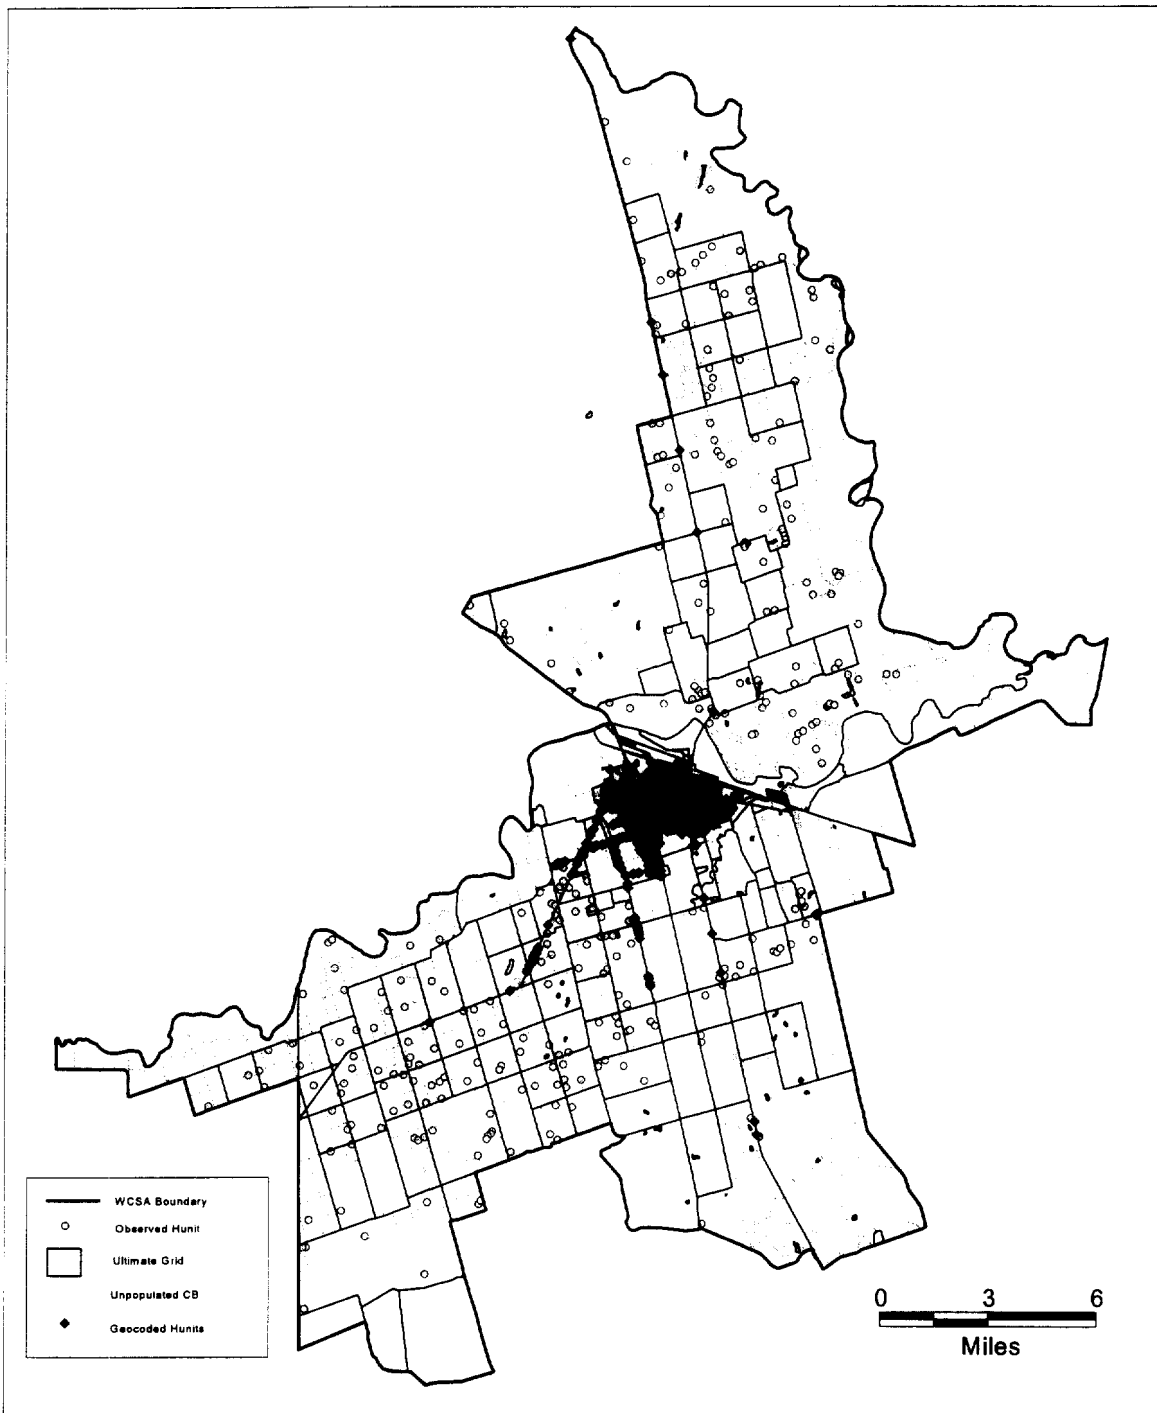 WCSA Boundary
Observed Hunit
Ultimate Grid
Unpopulated CB
Geocoded Hunits
0 3 6
Miles